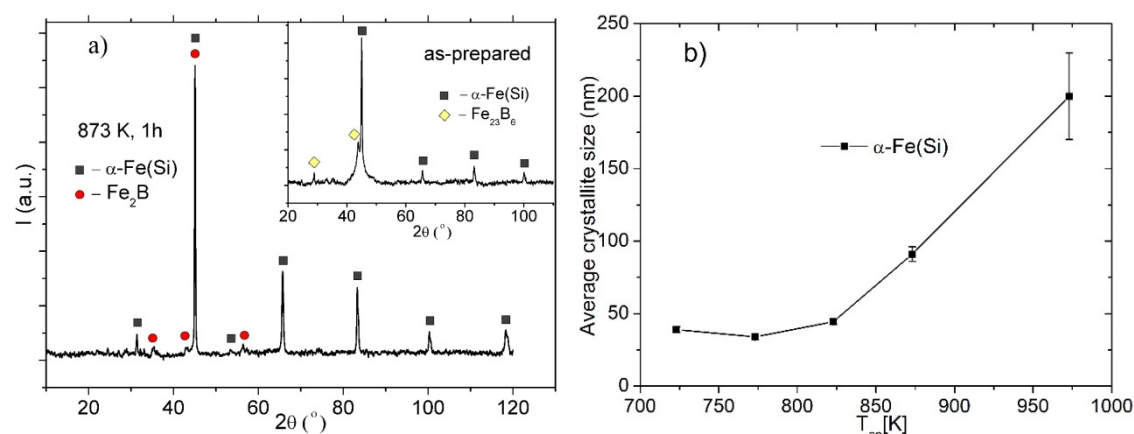 a)
873 K, 1h
– α-Fe(Si)
– Fe₂B
I (a.u.)
10 20 40 60 80 100 120
2θ (°)
as-prepared
– α-Fe(Si)
– Fe₂₃B₆
20 40 60 80 100
2θ (°)
b)
α-Fe(Si)
Average crystallite size (nm)
250
200
150
100
50
0
700 750 800 850 900 950 1000
[K]